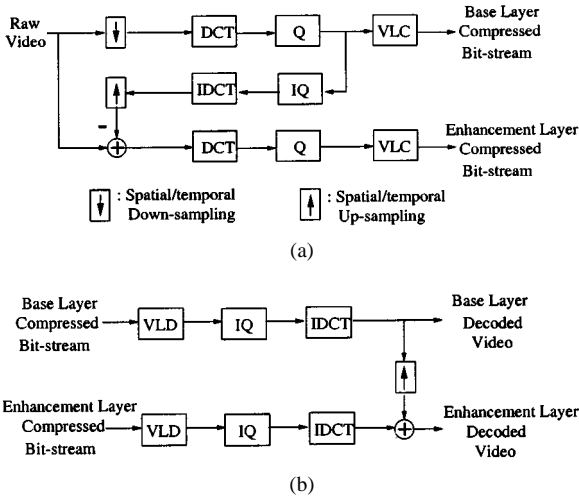 Raw
Video
DCT
Q
VLC
Base Layer
Compressed
Bit-stream
IDCT
IQ
–
+
DCT
Q
VLC
Enhancement Layer
Compressed
Bit-stream
: Spatial/temporal
Down-sampling
: Spatial/temporal
Up-sampling
(a)
Base Layer
Compressed
Bit-stream
VLD
IQ
IDCT
Base Layer
Decoded
Video
Enhancement Layer
Compressed
Bit-stream
VLD
IQ
IDCT
+
Enhancement Layer
Decoded
Video
(b)